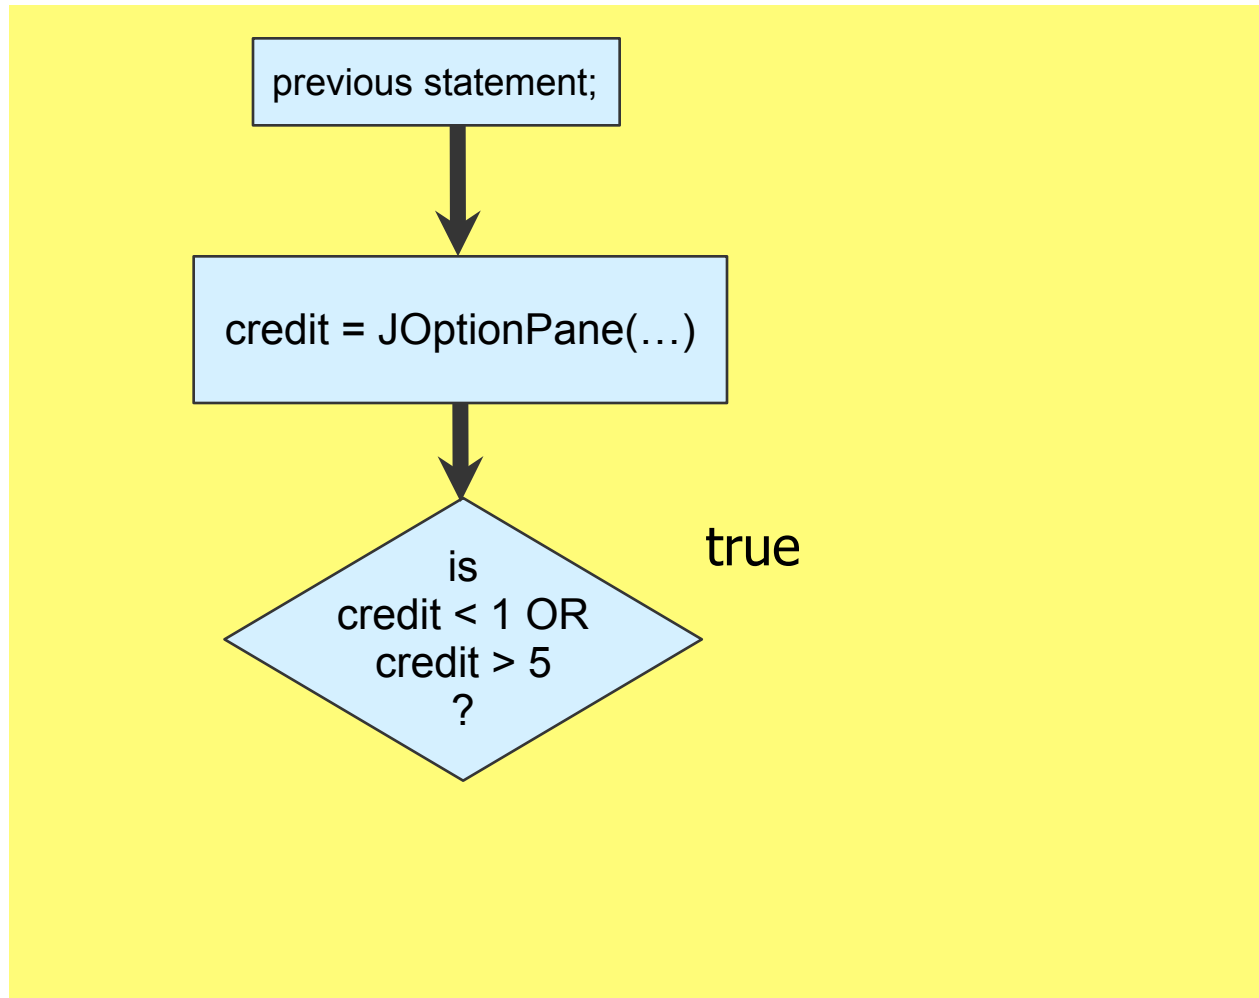 previous statement;
credit = JOptionPane(…)
true
is
credit < 1 OR
credit > 5
?